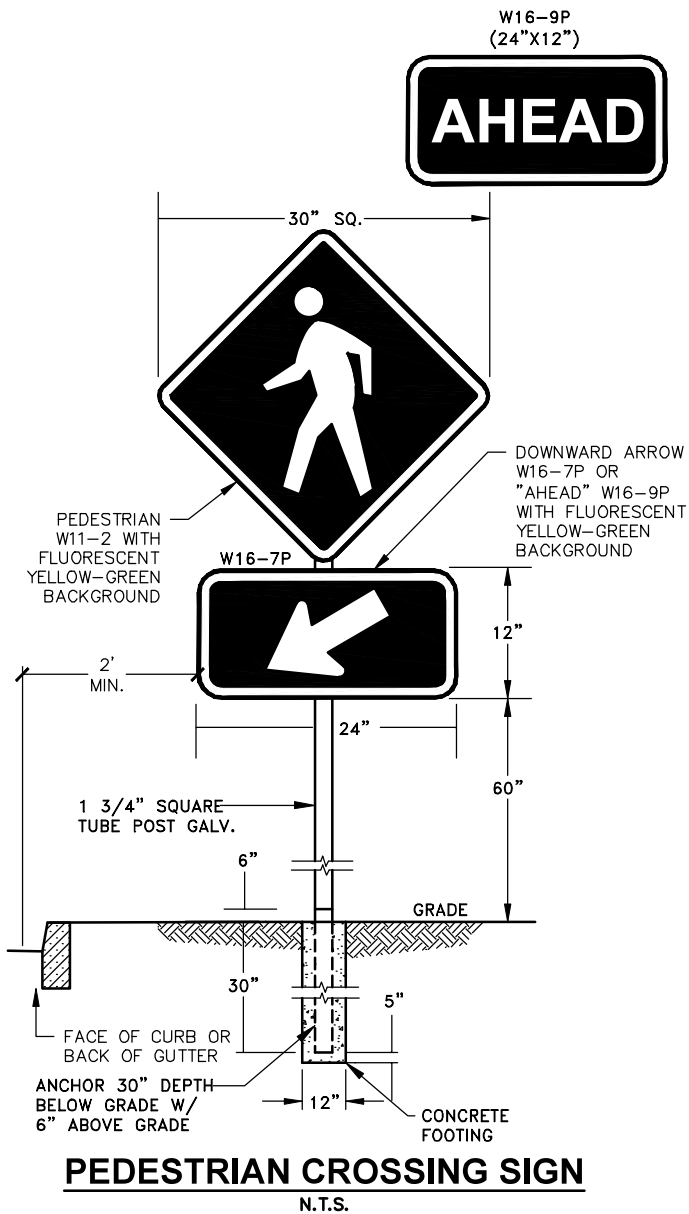 W16-9P
(24"X12")
AHEAD
30" SQ.
DOWNWARD ARROW
W16-7P OR
"AHEAD" W16-9P
WITH FLUORESCENT
YELLOW-GREEN
BACKGROUND
PEDESTRIAN
W11-2 WITH
FLUORESCENT
YELLOW-GREEN
BACKGROUND
W16-7P
12"
2'
MIN.
24"
60"
1 3/4" SQUARE
TUBE POST GALV.
6"
GRADE
30"
5"
FACE OF CURB OR
BACK OF GUTTER
ANCHOR 30" DEPTH
BELOW GRADE W/
6" ABOVE GRADE
12"
CONCRETE
FOOTING
PEDESTRIAN CROSSING SIGN
N.T.S.